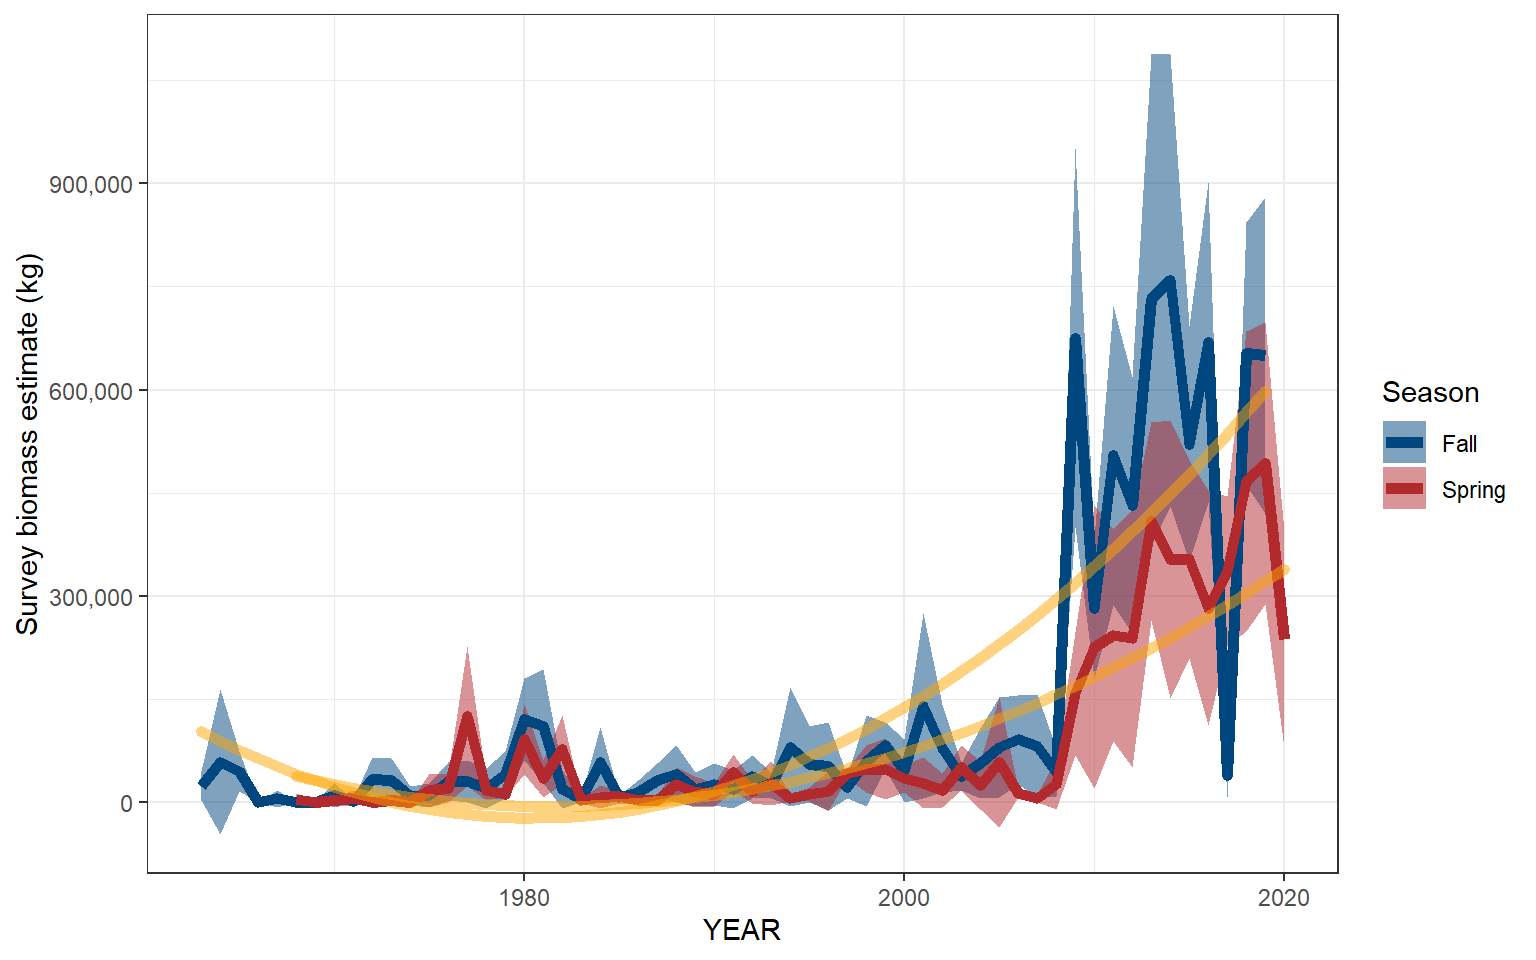 Survey biomass estimate (kg)
900,000
600,000
300,000
0
1980
2000
2020
YEAR
Season
Fall
Spring